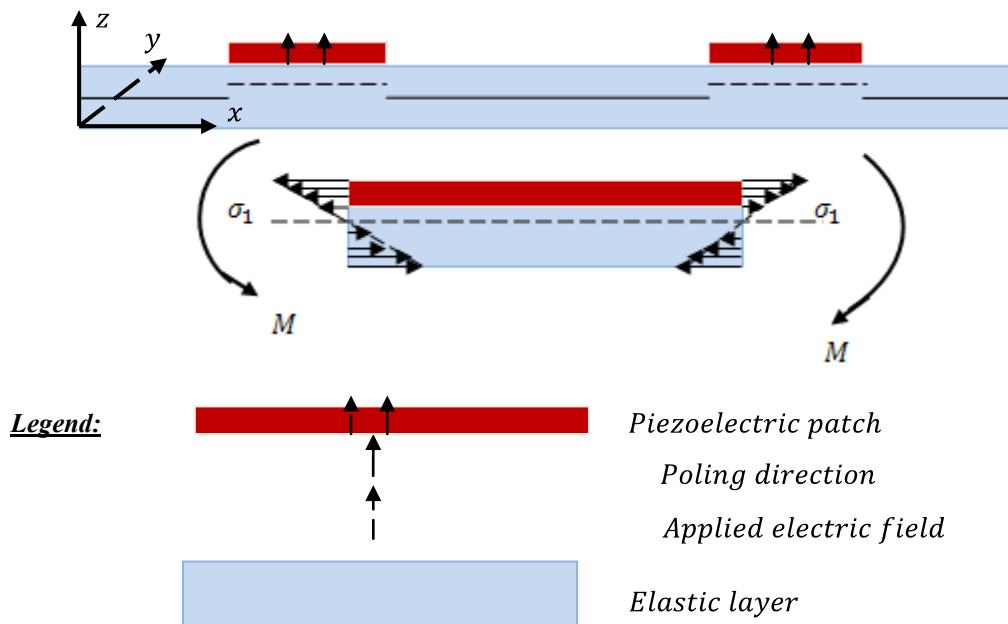 z
y
x
σ₁ σ₁
M
M
Legend:
Piezoelectric patch
Poling direction
Applied electric field
Elastic layer